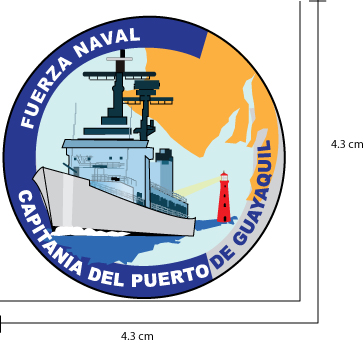 FUERZA NAVAL
CAPITANIA DEL PUERTO DE GUAYAQUIL
4.3 cm
4.3 cm